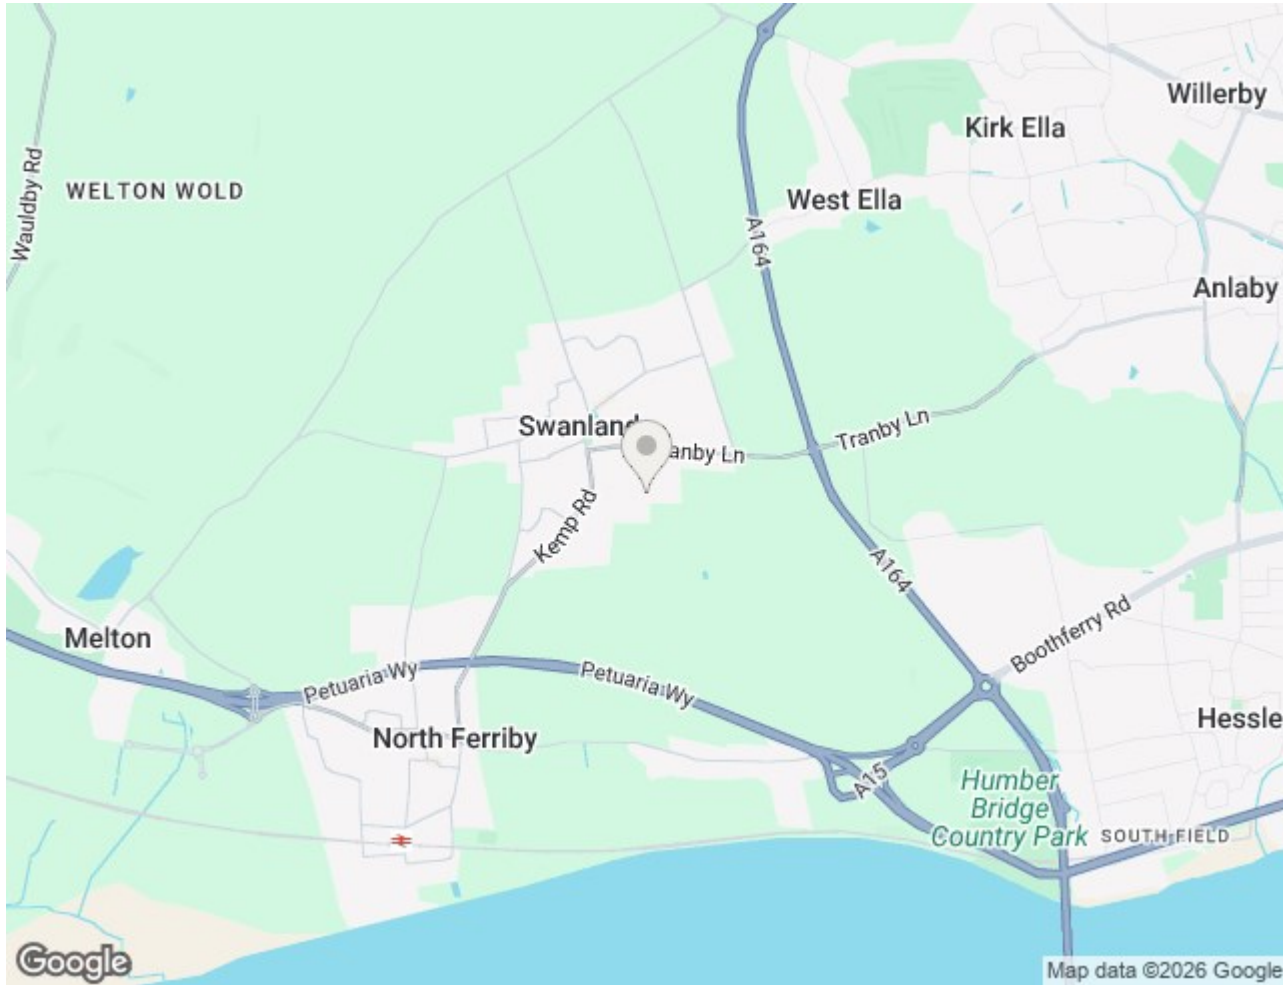 Willerby
Kirk Ella
WELTON WOLD
Wauldby Rd
West Ella
A164
Anlaby
Swanland
Tranby Ln
anby Ln
Kemp Rd
A164
Boothferry Rd
Melton
Petuaria Wy
Petuaria Wy
North Ferriby
Hessle
A15
Humber
Bridge
Country Park
SOUTH FIELD
Google
Map data ©2026 Google